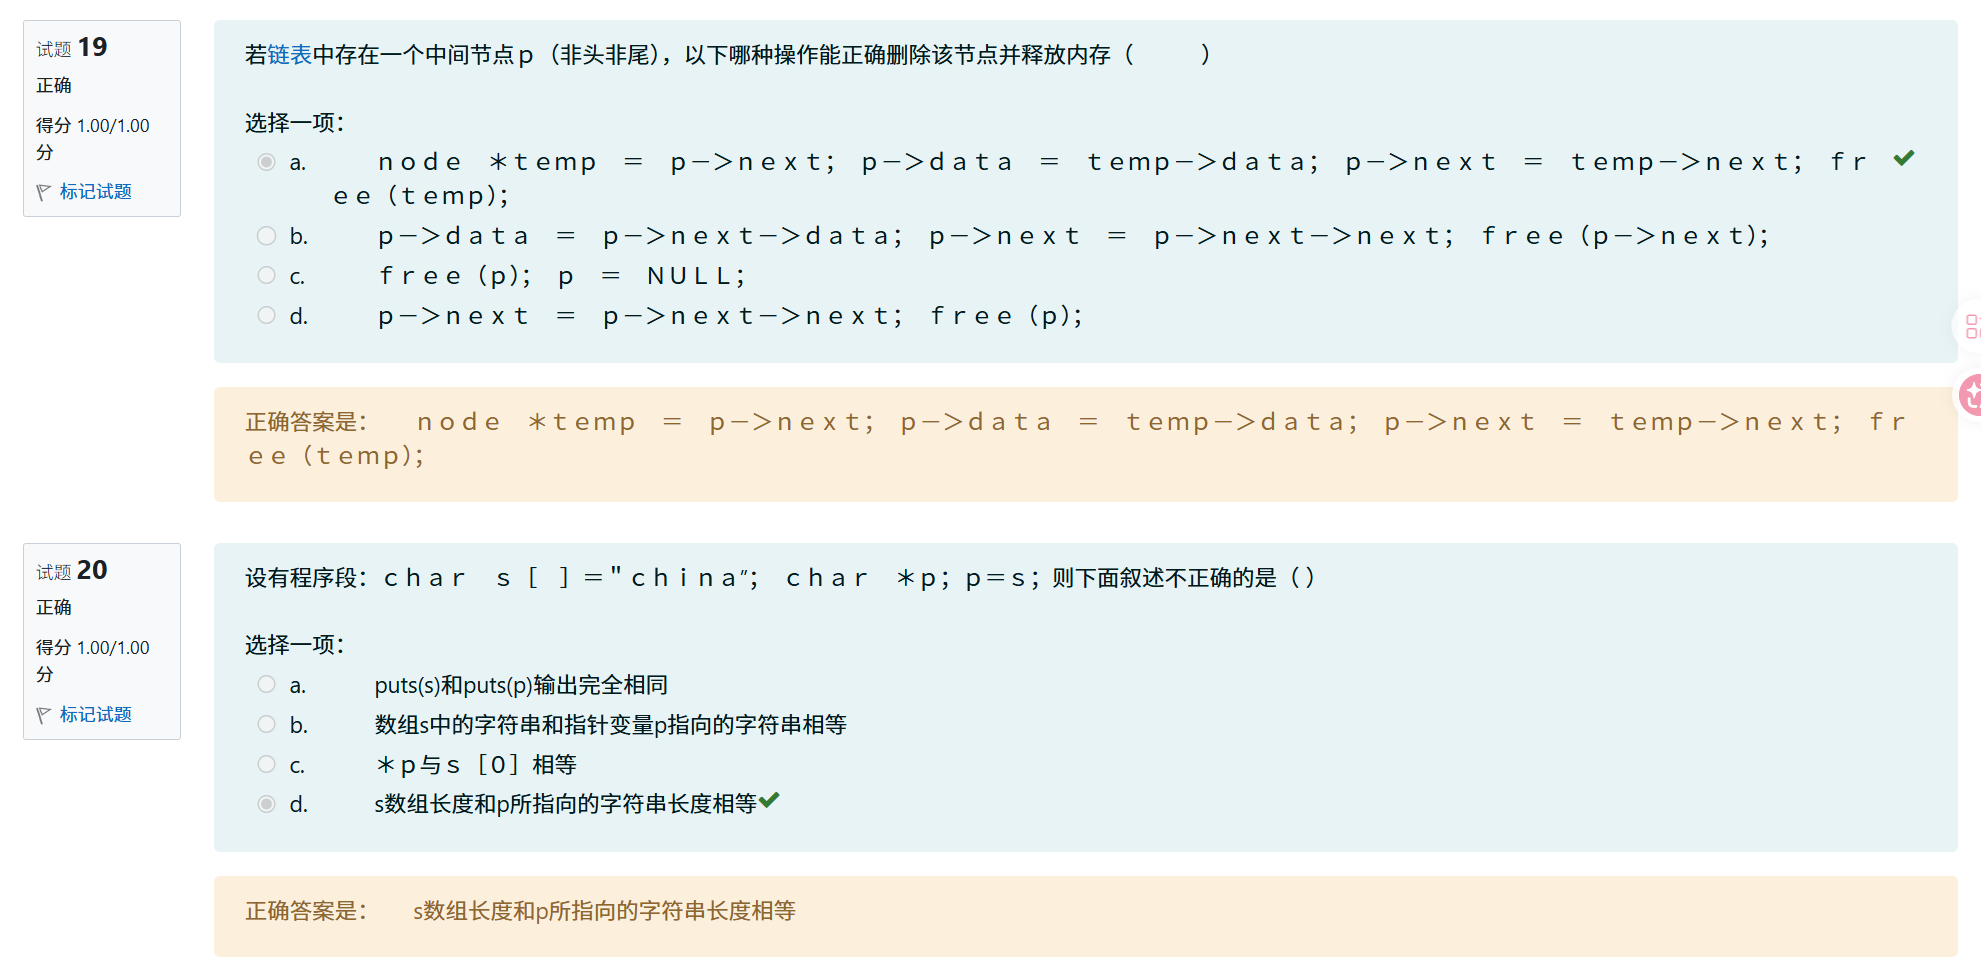 试题 19
正确
得分 1.00/1.00
分
标记试题
若链表中存在一个中间节点ｐ（非头非尾），以下哪种操作能正确删除该节点并释放内存（　　　）
选择一项：
a. ｎｏｄｅ　＊ｔｅｍｐ　＝　ｐ－＞ｎｅｘｔ；　ｐ－＞ｄａｔａ　＝　ｔｅｍｐ－＞ｄａｔａ；　ｐ－＞ｎｅｘｔ　＝　ｔｅｍｐ－＞ｎｅｘｔ；　ｆｒ
ｅｅ（ｔｅｍｐ）；
b. ｐ－＞ｄａｔａ　＝　ｐ－＞ｎｅｘｔ－＞ｄａｔａ；　ｐ－＞ｎｅｘｔ　＝　ｐ－＞ｎｅｘｔ－＞ｎｅｘｔ；　ｆｒｅｅ（ｐ－＞ｎｅｘｔ）；
c. ｆｒｅｅ（ｐ）；　ｐ　＝　ＮＵＬＬ；
d. ｐ－＞ｎｅｘｔ　＝　ｐ－＞ｎｅｘｔ－＞ｎｅｘｔ；　ｆｒｅｅ（ｐ）；
正确答案是：　ｎｏｄｅ　＊ｔｅｍｐ　＝　ｐ－＞ｎｅｘｔ；　ｐ－＞ｄａｔａ　＝　ｔｅｍｐ－＞ｄａｔａ；　ｐ－＞ｎｅｘｔ　＝　ｔｅｍｐ－＞ｎｅｘｔ；　ｆｒ
ｅｅ（ｔｅｍｐ）；
试题 20
正确
得分 1.00/1.00
分
标记试题
设有程序段：ｃｈａｒ　ｓ［　］＝＂ｃｈｉｎａ″；　ｃｈａｒ　＊ｐ；ｐ＝ｓ；则下面叙述不正确的是（ ）
选择一项：
a. puts(s)和puts(p)输出完全相同
b. 数组s中的字符串和指针变量p指向的字符串相等
c. ＊ｐ与ｓ［０］相等
d. s数组长度和p所指向的字符串长度相等
正确答案是：　s数组长度和p所指向的字符串长度相等